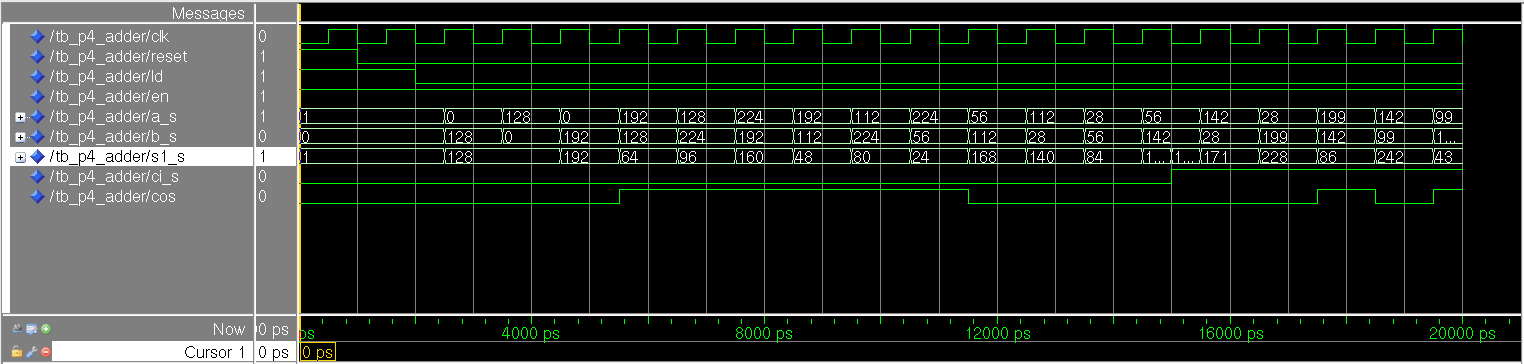 Messages
/tb_p4_adder/clk 0
/tb_p4_adder/reset 1
/tb_p4_adder/ld 1
/tb_p4_adder/en 1
/tb_p4_adder/a_s 1 1 0 128 0 192 128 224 192 112 224 56 112 28 56 142 28 199 142 99
/tb_p4_adder/b_s 0 0 128 0 192 128 224 192 112 224 56 112 28 56 142 28 199 142 99 1...
/tb_p4_adder/s1_s 1 1 128 192 64 96 160 48 80 24 168 140 84 1... 1... 171 228 86 242 43
/tb_p4_adder/ci_s 0
/tb_p4_adder/cos 0
Now 0 ps ps 4000 ps 8000 ps 12000 ps 16000 ps 20000 ps
Cursor 1 0 ps 0 ps